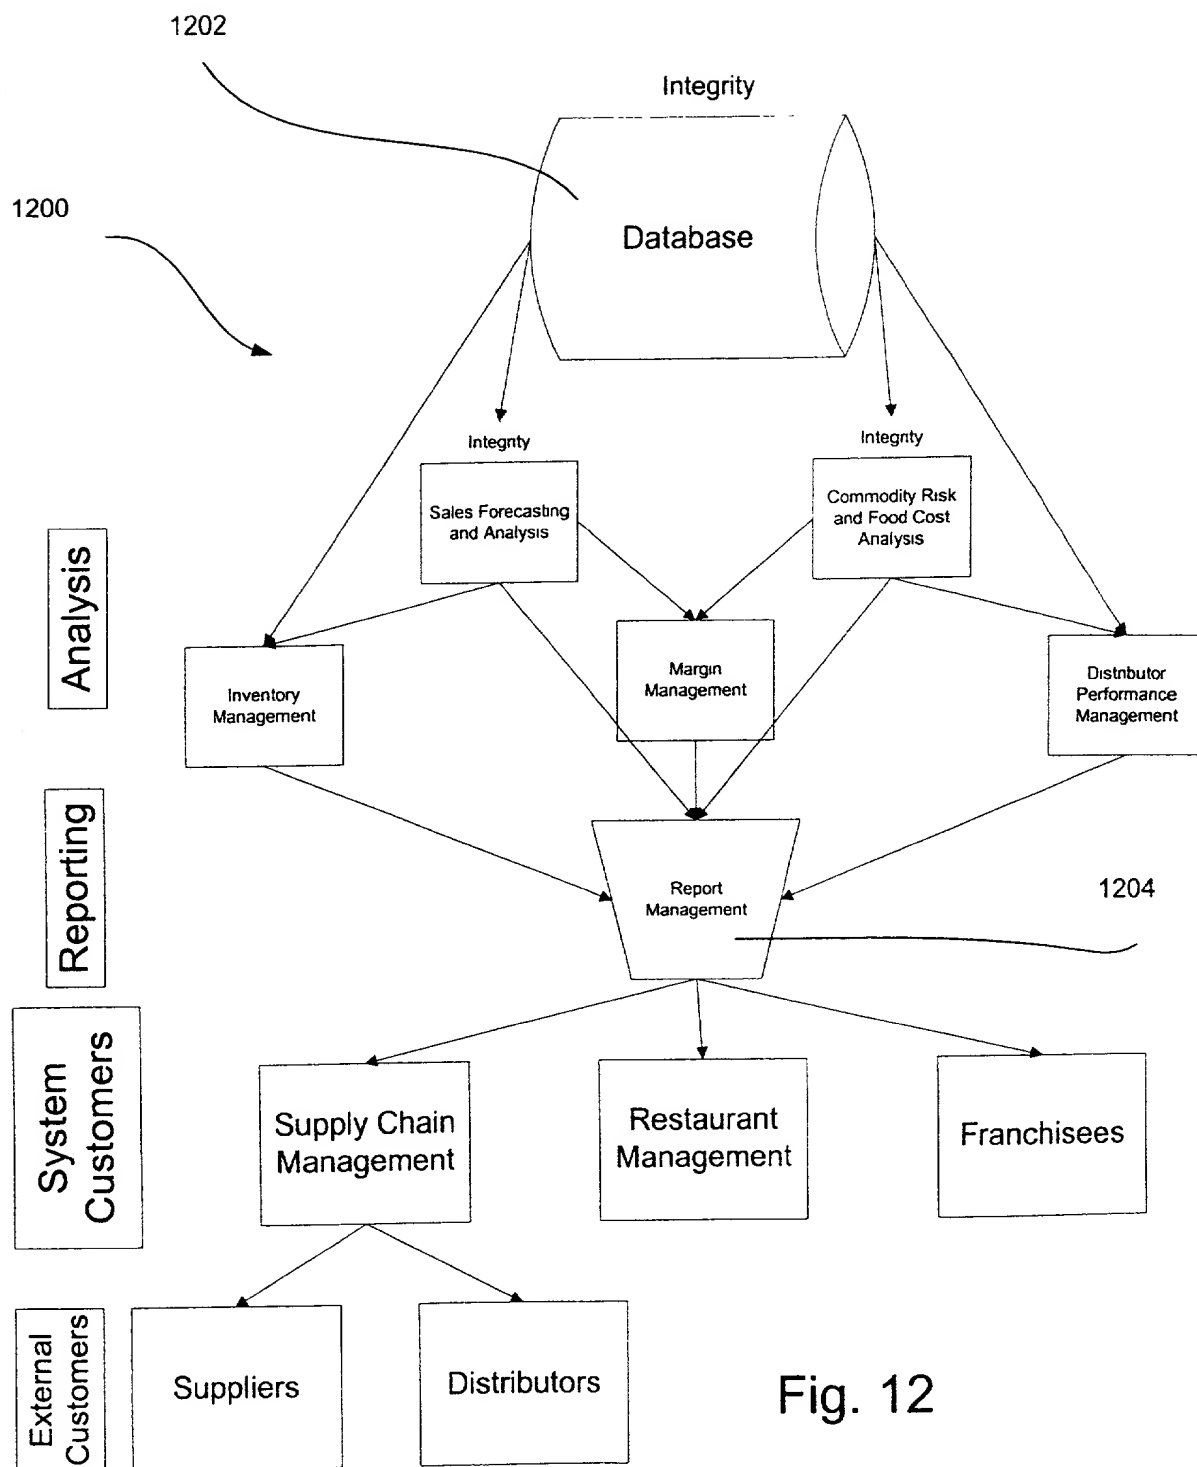 1202
Integrity
1200
Database
Integrity
Integrity
Sales Forecasting
and Analysis
Commodity Risk
and Food Cost
Analysis
Analysis
Inventory
Management
Margin
Management
Distributor
Performance
Management
Reporting
Report
Management
1204
System
Customers
Supply Chain
Management
Restaurant
Management
Franchisees
External
Customers
Suppliers
Distributors
Fig. 12